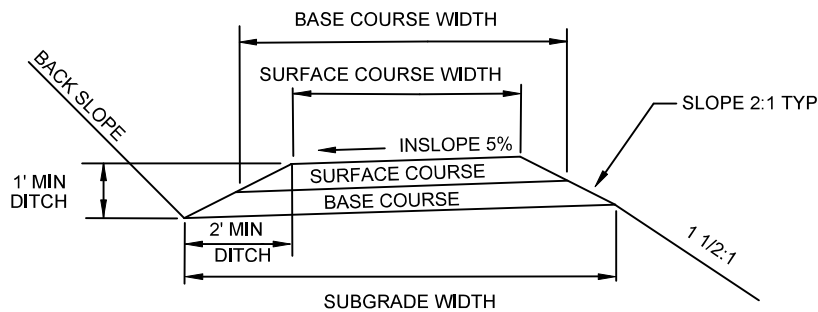 BASE COURSE WIDTH
BACK SLOPE
SURFACE COURSE WIDTH
SLOPE 2:1 TYP
INSLOPE 5%
SURFACE COURSE
1' MIN
DITCH
BASE COURSE
2' MIN
DITCH
1 1/2:1
SUBGRADE WIDTH